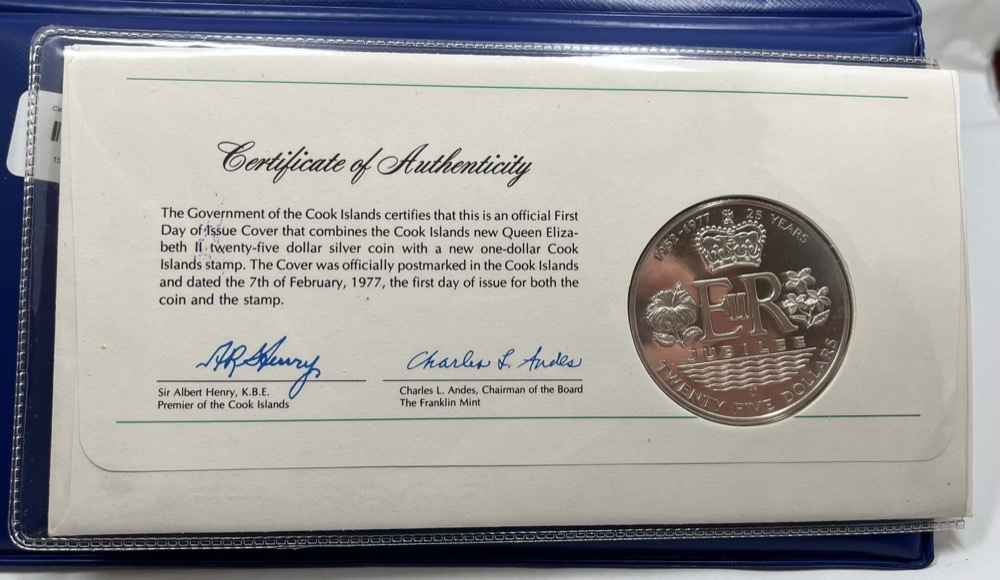 Certificate of Authenticity
The Government of the Cook Islands certifies that this is an official First
Day of Issue Cover that combines the Cook Islands new Queen Eliza-
beth II twenty-five dollar silver coin with a new one-dollar Cook
Islands stamp. The Cover was officially postmarked in the Cook Islands
and dated the 7th of February, 1977, the first day of issue for both the
coin and the stamp.
AR Henry
Sir Albert Henry, K.B.E.
Premier of the Cook Islands
Charles L. Andes
Charles L. Andes, Chairman of the Board
The Franklin Mint
1952-1977 25 YEARS
EIIR
JUBILEE
TWENTY FIVE DOLLARS